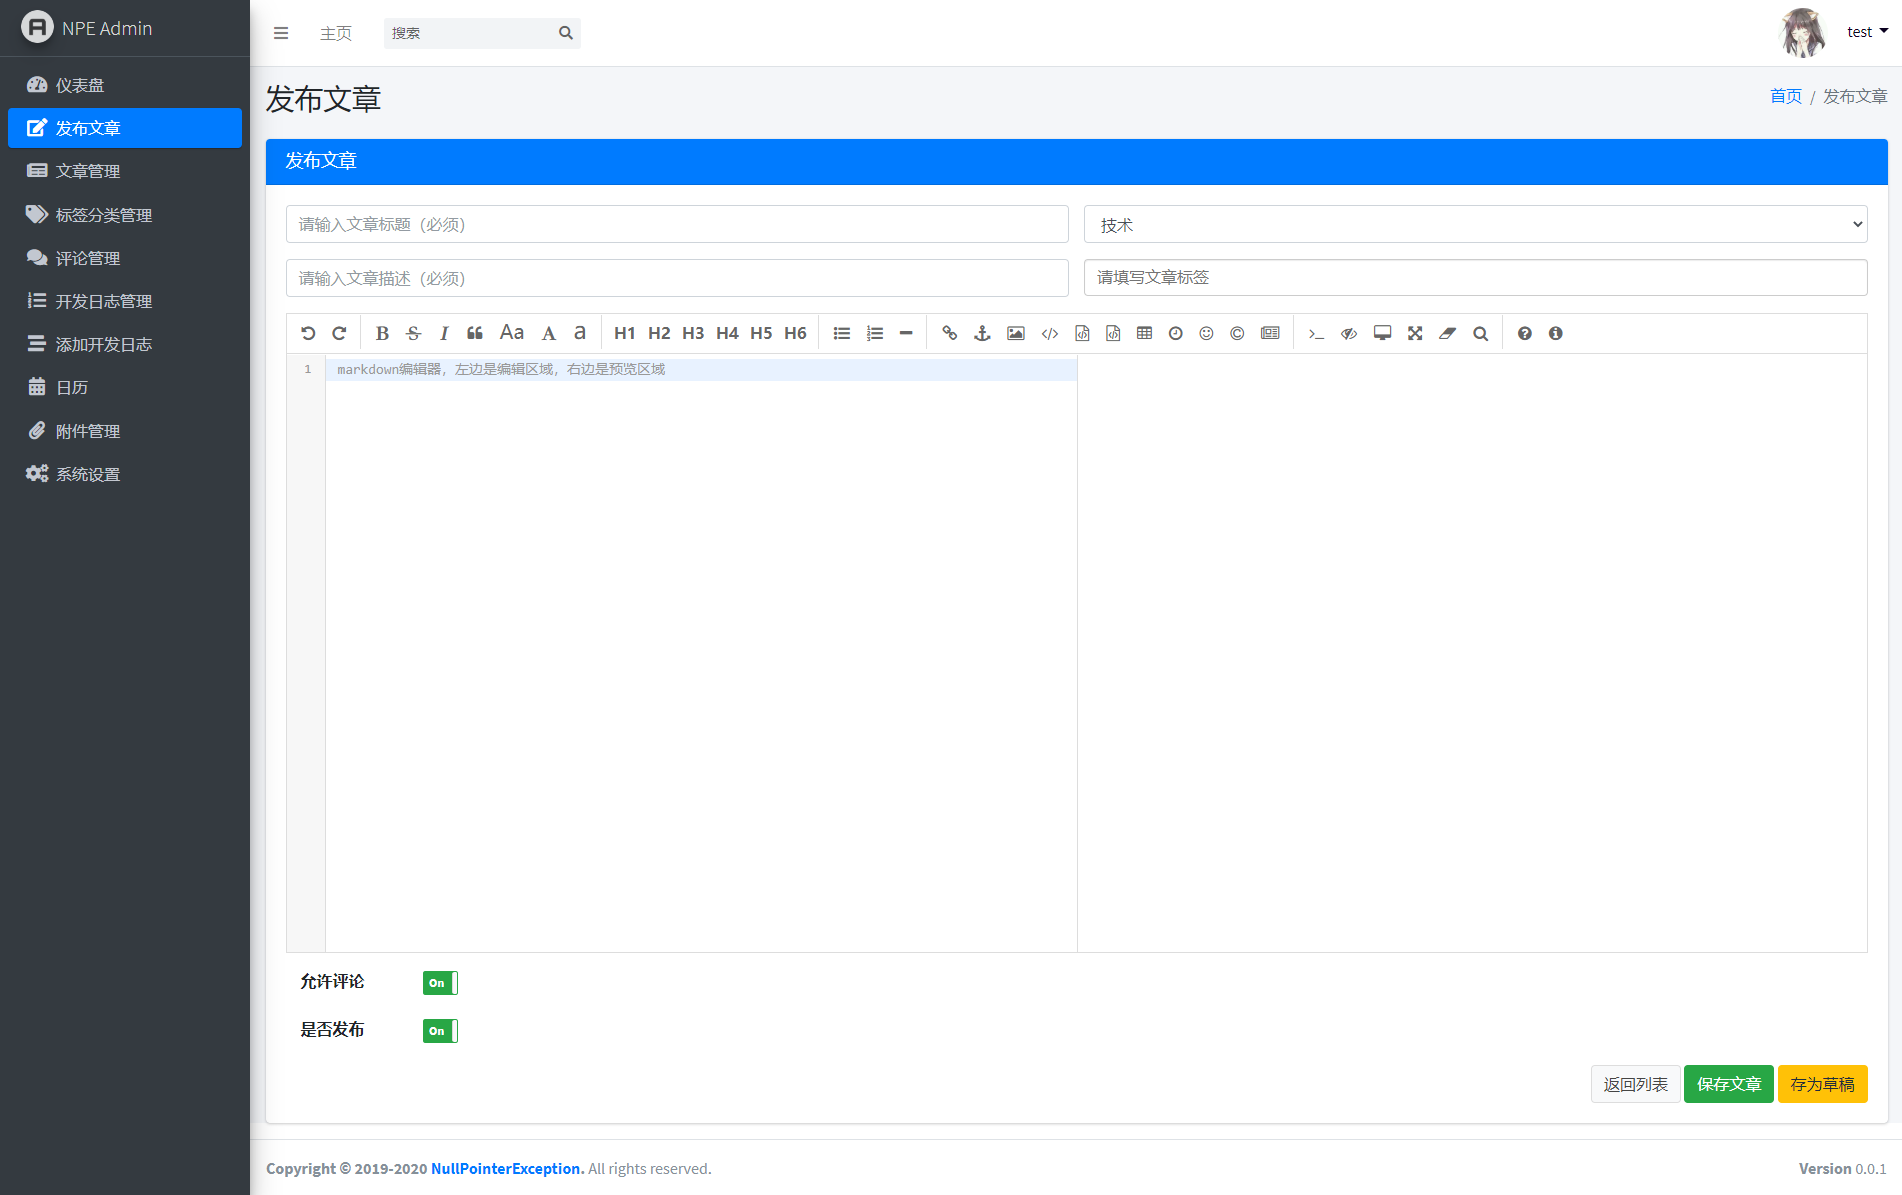 NPE Admin
仪表盘
发布文章
文章管理
标签分类管理
评论管理
开发日志管理
添加开发日志
日历
附件管理
系统设置
主页
搜索
test
发布文章
首页 / 发布文章
发布文章
请输入文章标题（必须）
技术
请输入文章描述（必须）
请填写文章标签
B S I Aa A a H1 H2 H3 H4 H5 H6
1 markdown编辑器，左边是编辑区域，右边是预览区域
允许评论 On
是否发布 On
返回列表 保存文章 存为草稿
Copyright © 2019-2020 NullPointerException. All rights reserved.
Version 0.0.1